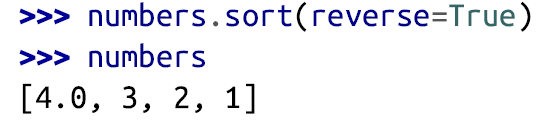 >>> numbers.sort(reverse=True)
>>> numbers
[4.0, 3, 2, 1]